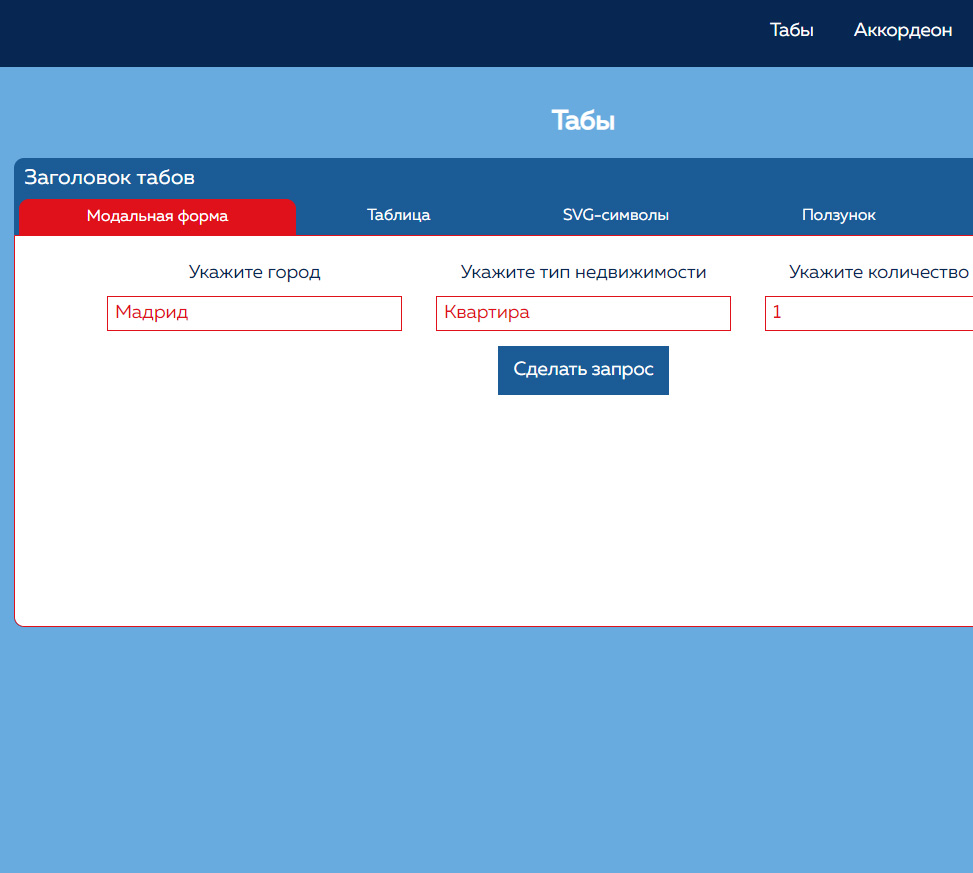 Табы Аккордеон
Табы
Заголовок табов
Модальная форма Таблица SVG-символы Ползунок
Укажите город Укажите тип недвижимости Укажите количество
Мадрид Квартира 1
Сделать запрос